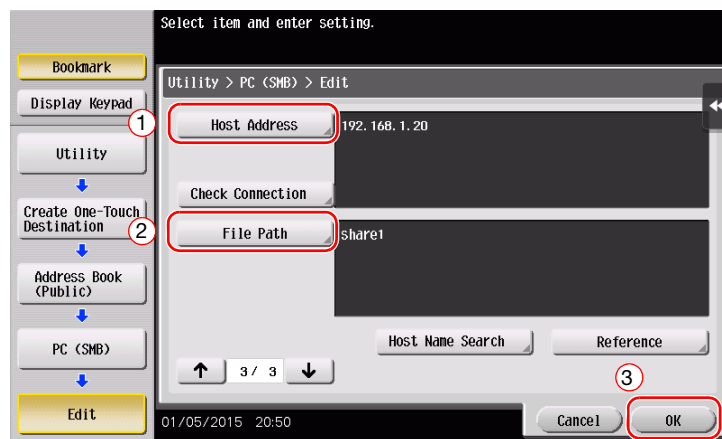 Select item and enter setting.
Bookmark
Display Keypad
Utility
Create One-Touch
Destination
Address Book
(Public)
PC (SMB)
Edit
Utility > PC (SMB) > Edit
1
Host Address
192.168.1.20
Check Connection
2
File Path
share1
Host Name Search
Reference
↑ 3/ 3 ↓
3
01/05/2015 20:50
Cancel
OK